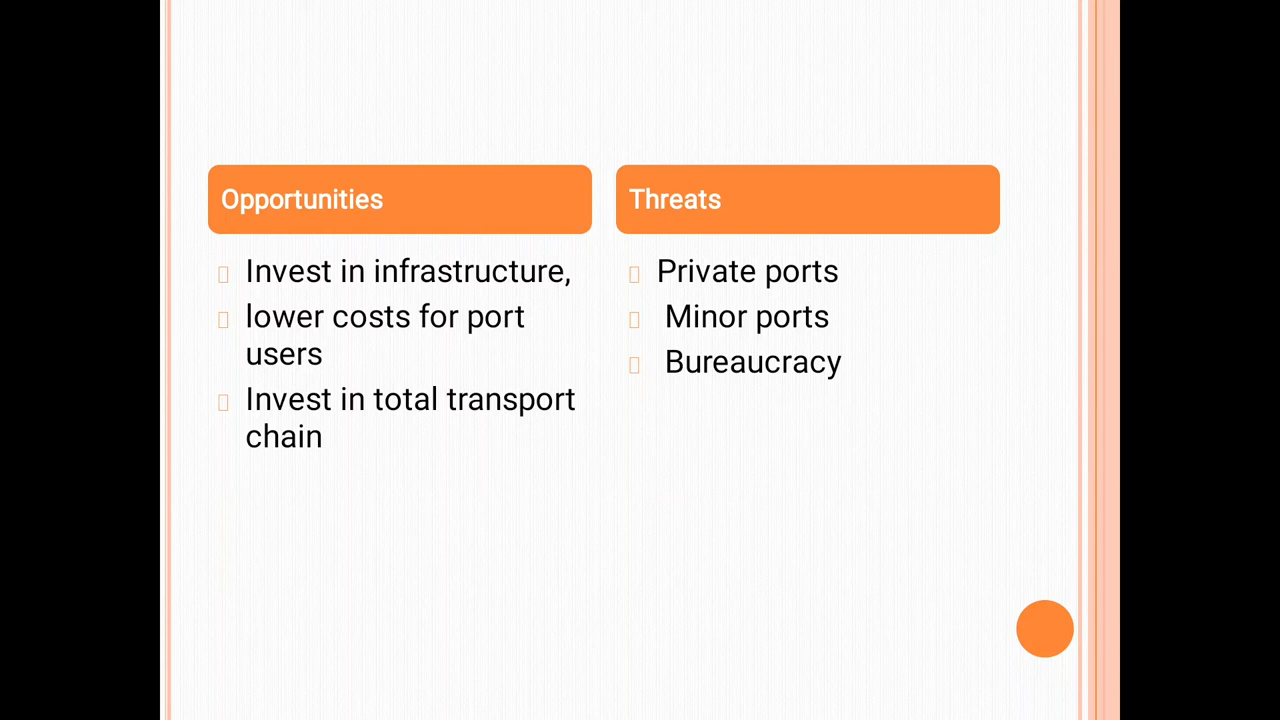 Opportunities
Invest in infrastructure,
lower costs for port
users
Invest in total transport
chain
Threats
Private ports
Minor ports
Bureaucracy